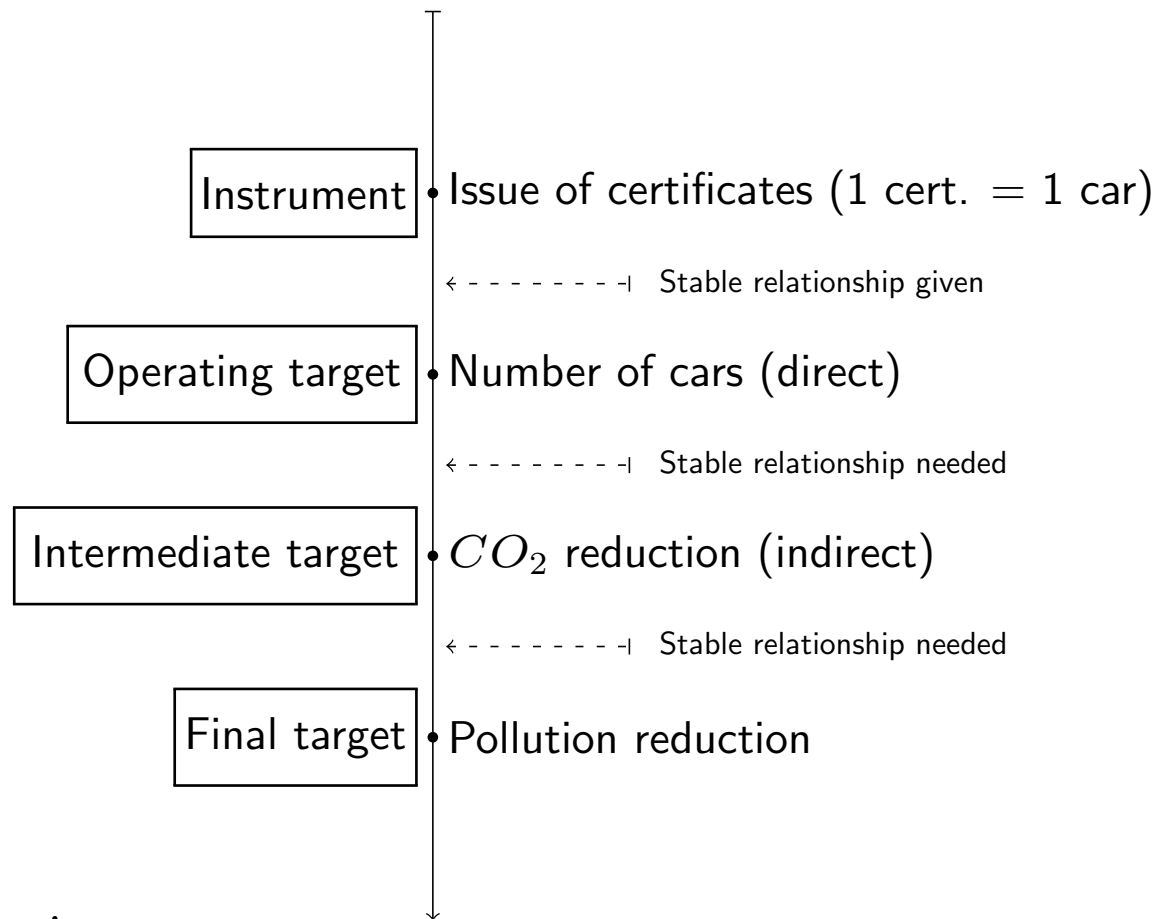 Instrument
Issue of certificates (1 cert. = 1 car)
Stable relationship given
Operating target
Number of cars (direct)
Stable relationship needed
Intermediate target
CO₂ reduction (indirect)
Stable relationship needed
Final target
Pollution reduction